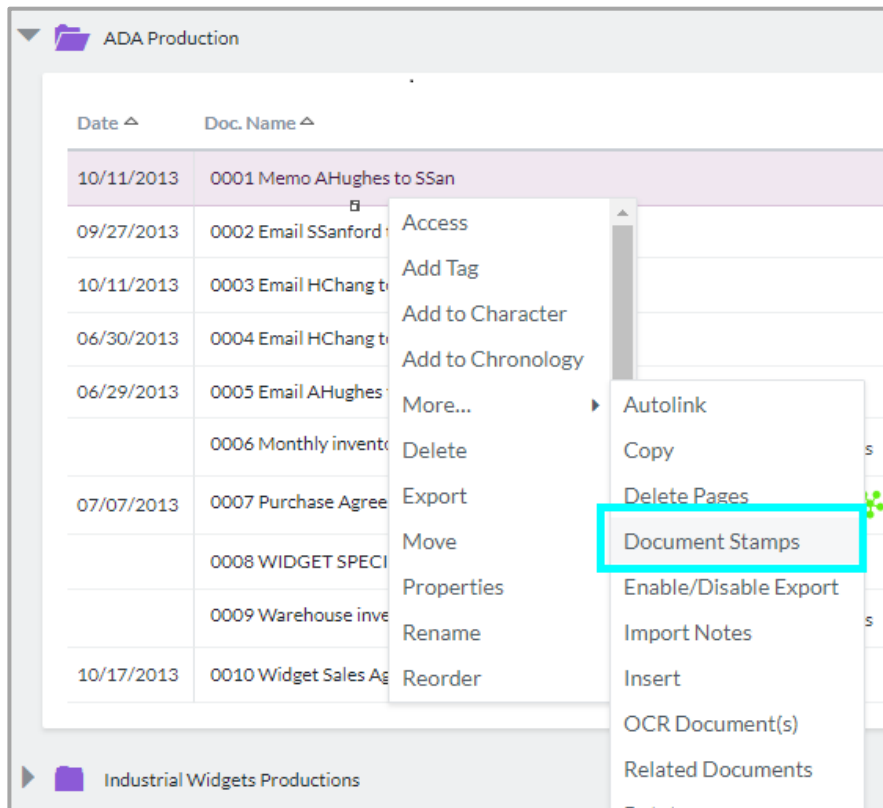 ADA Production
Date Doc. Name
10/11/2013 0001 Memo AHughes to SSan
09/27/2013 0002 Email SSanford
10/11/2013 0003 Email HChang
06/30/2013 0004 Email HChang
06/29/2013 0005 Email AHughes
0006 Monthly invento s
07/07/2013 0007 Purchase Agree
0008 WIDGET SPECI
0009 Warehouse inve s
10/17/2013 0010 Widget Sales Ag
Industrial Widgets Productions
Access
Add Tag
Add to Character
Add to Chronology
More...
Delete
Export
Move
Properties
Rename
Reorder
Autolink
Copy
Delete Pages
Document Stamps
Enable/Disable Export
Import Notes
Insert
OCR Document(s)
Related Documents